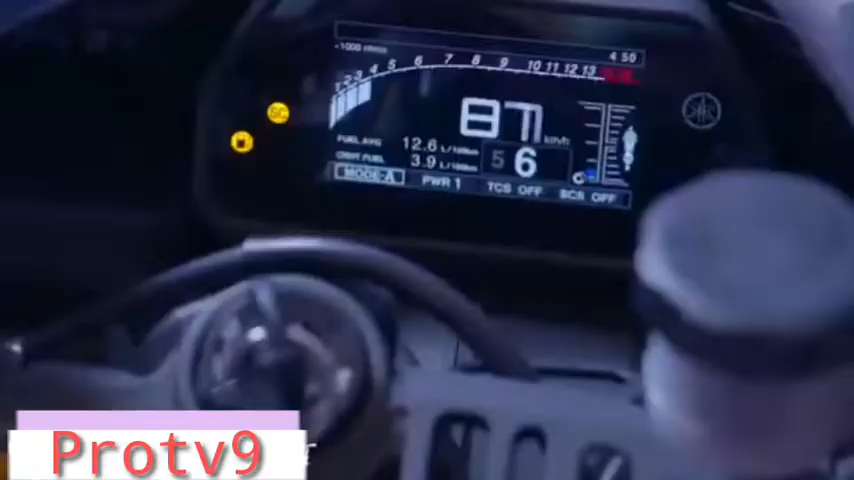 4:50
×1000 r/min
1 2 3 4 5 6 7 8 9 10 11 12 13
SC
87 km/h
FUEL AVG 12.6 L/100km
CRNT FUEL 3.9 L/100km
5 6
MODE-A PWR 1 TCS OFF SCS OFF
Protv9